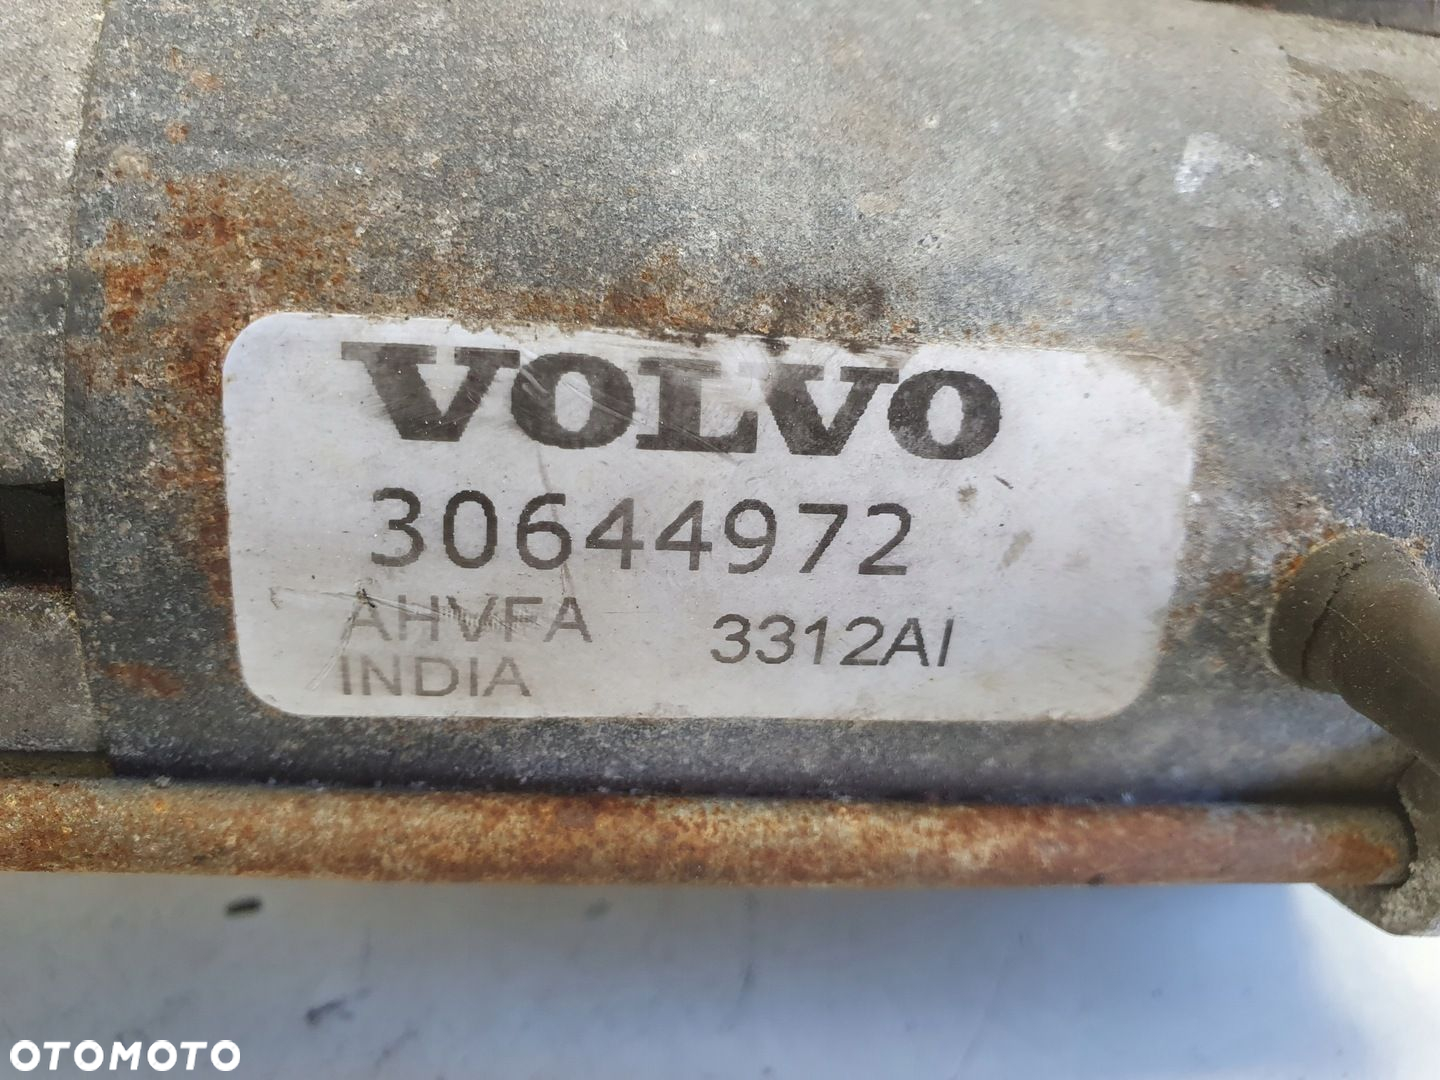 VOLVO
30644972
AHVFA 3312AI
INDIA
OTOMOTO